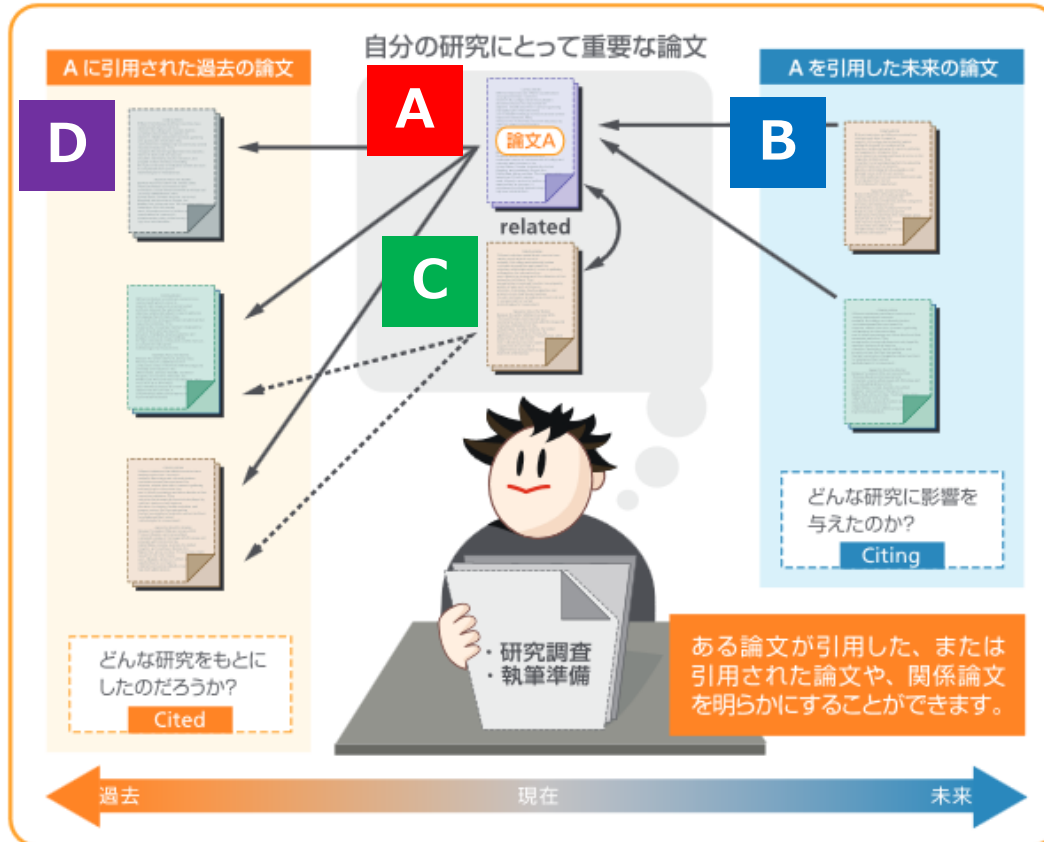 自分の研究にとって重要な論文
Aに引用された過去の論文
Aを引用した未来の論文
D
A
論文A
B
related
C
どんな研究に影響を
与えたのか?
Citing
どんな研究をもとに
したのだろうか?
Cited
・研究調査
・執筆準備
ある論文が引用した、または
引用された論文や、関係論文
を明らかにすることができます。
過去
現在
未来